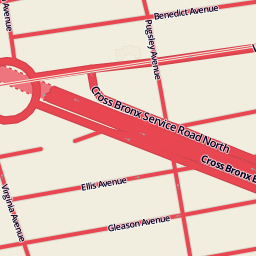 Benedict Avenue
Avenue
Pugsley Avenue
Cross Bronx Service Road North
Cross Bronx E
Ellis Avenue
Virginia Avenue
Gleason Avenue